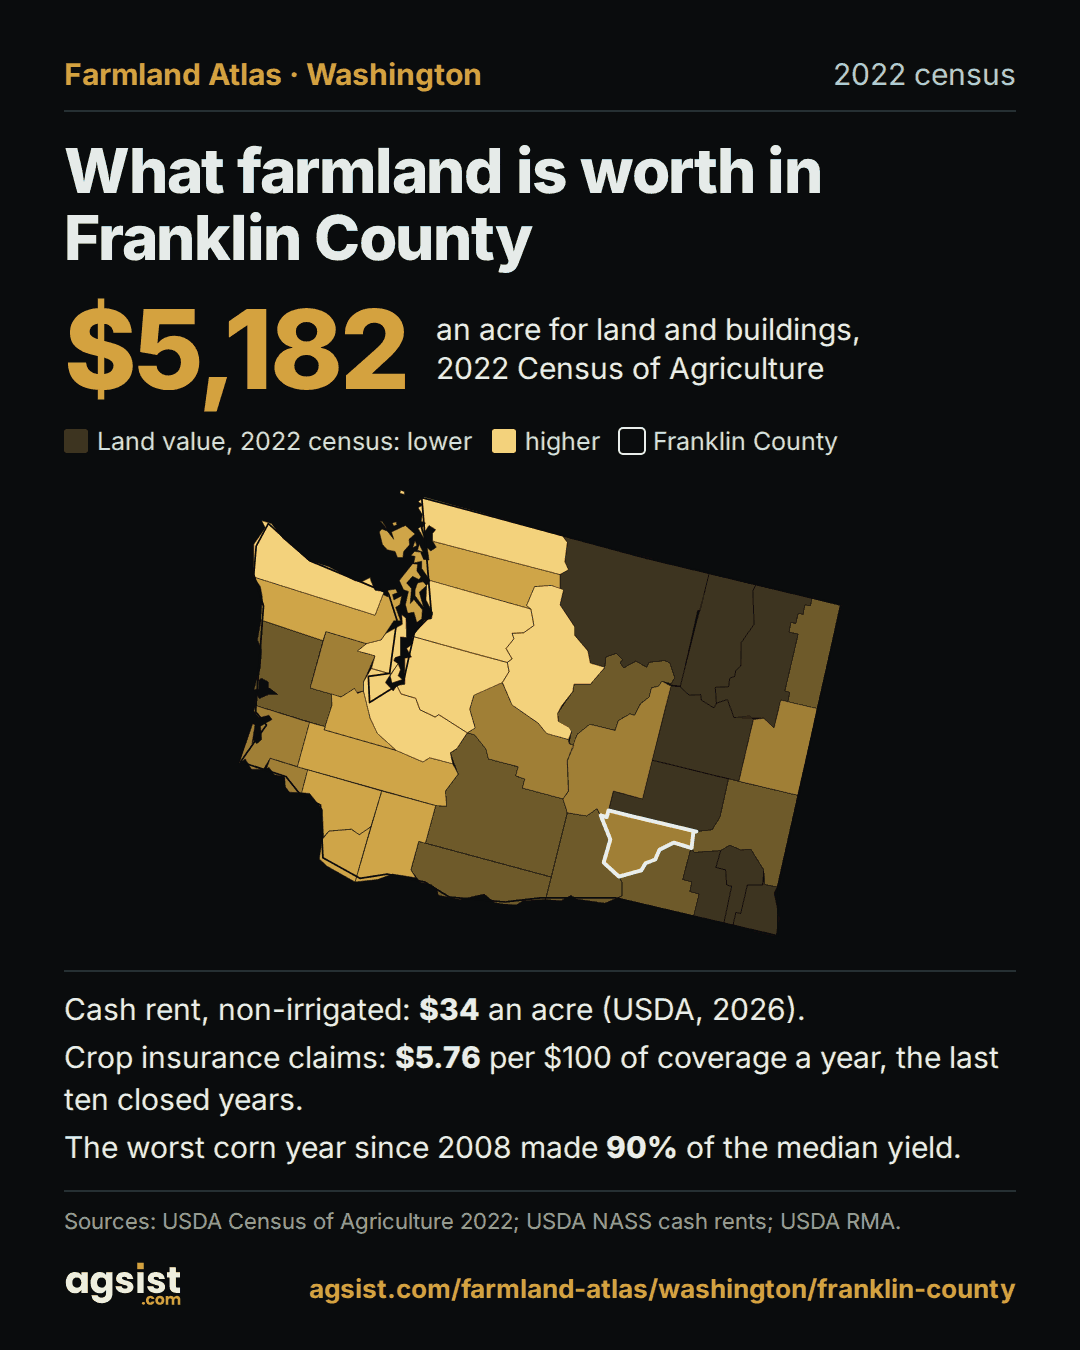 Farmland Atlas · Washington
2022 census
What farmland is worth in
Franklin County
$5,182
an acre for land and buildings,
2022 Census of Agriculture
Land value, 2022 census: lower
higher
Franklin County
Cash rent, non-irrigated: $34 an acre (USDA, 2026).
Crop insurance claims: $5.76 per $100 of coverage a year, the last
ten closed years.
The worst corn year since 2008 made 90% of the median yield.
Sources: USDA Census of Agriculture 2022; USDA NASS cash rents; USDA RMA.
agsist
.com
agsist.com/farmland-atlas/washington/franklin-county